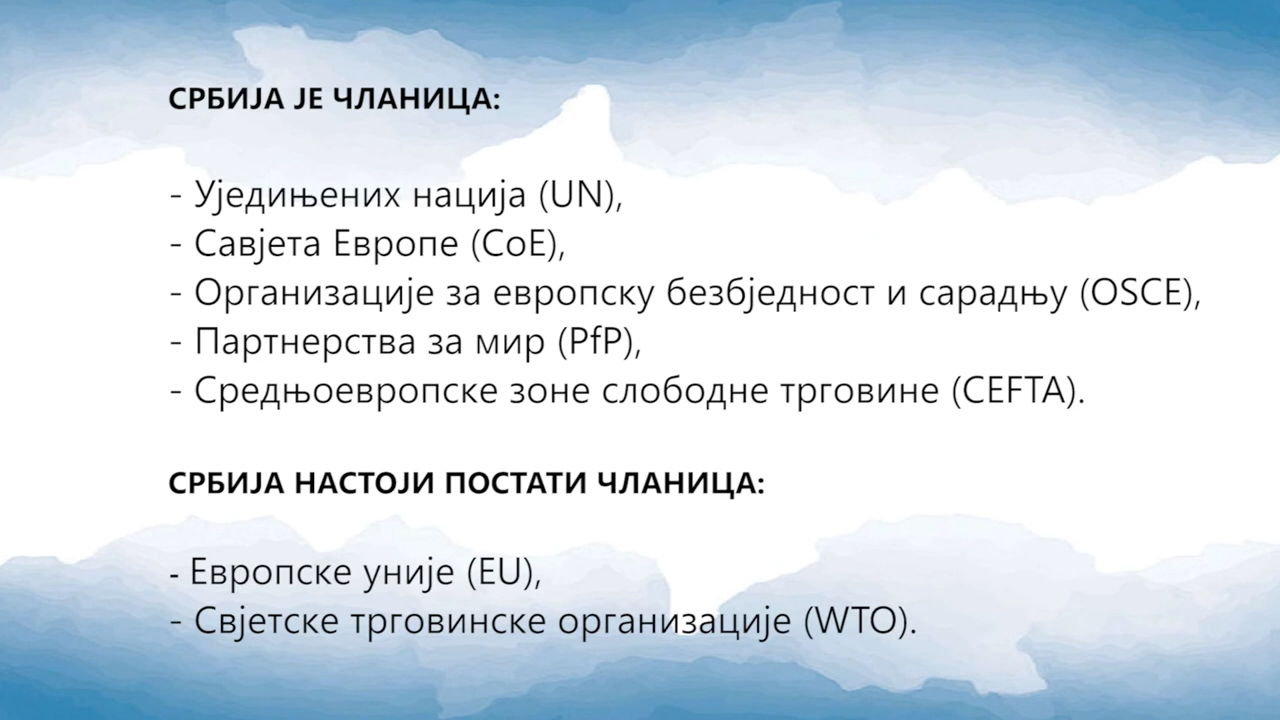 СРБИЈА ЈЕ ЧЛАНИЦА:
- Уједињених нација (UN),
- Савјета Европе (CoE),
- Организације за европску безбједност и сарадњу (OSCE),
- Партнерства за мир (PfP),
- Средњоевропске зоне слободне трговине (CEFTA).
СРБИЈА НАСТОЈИ ПОСТАТИ ЧЛАНИЦА:
- Европске уније (EU),
- Свјетске трговинске организације (WTO).